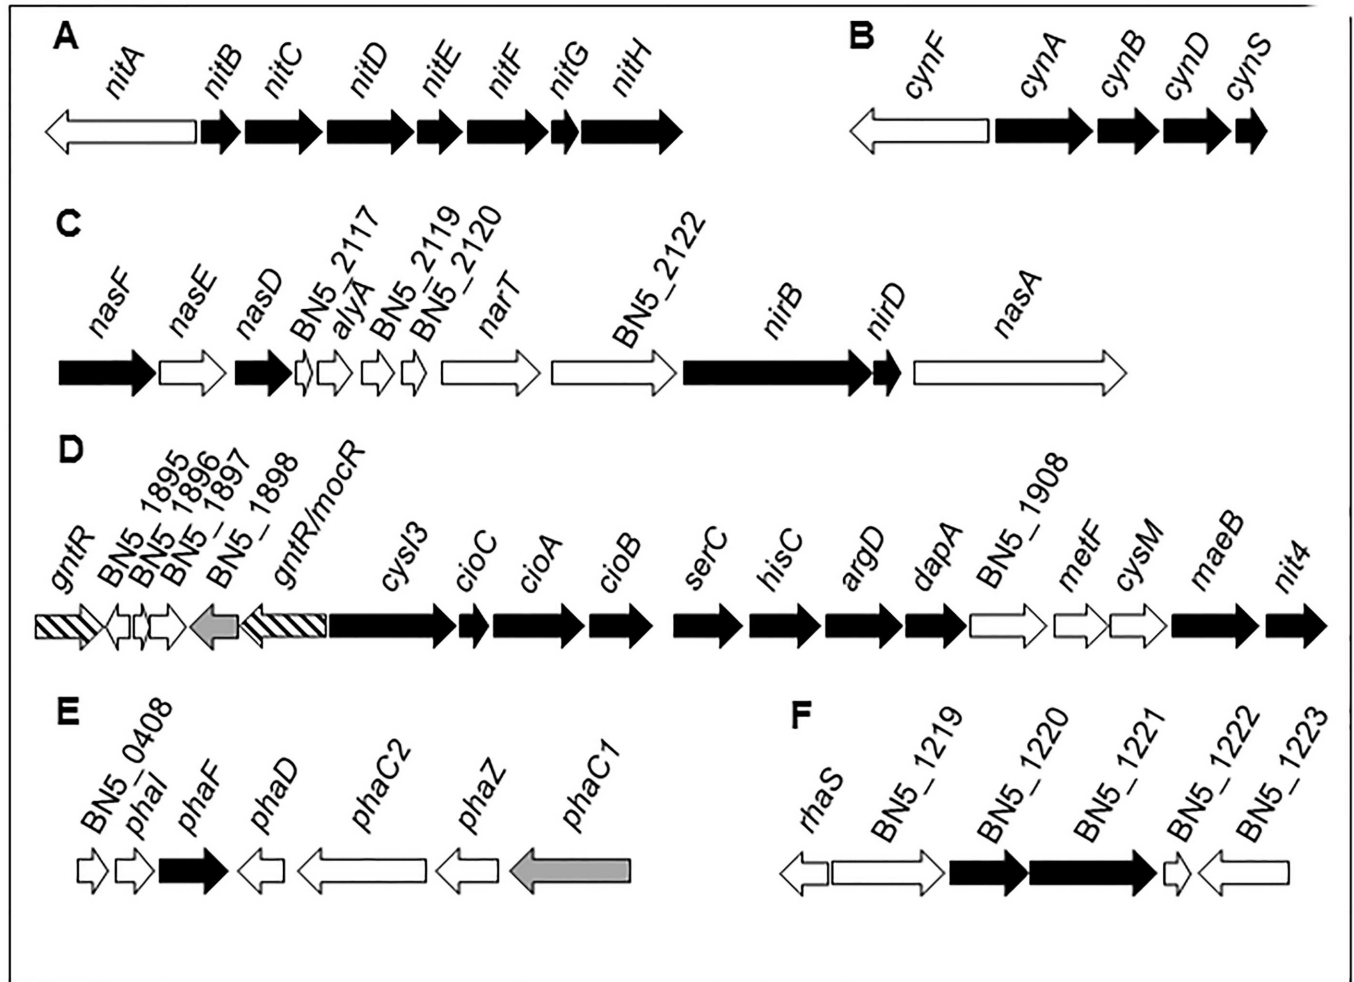 A
nitA nitB nitC nitD nitE nitF nitG nitH
B
cynF cynA cynB cynD cynS
C
nasF nasE nasD BN5_2117 alyA BN5_2119 BN5_2120 narT BN5_2122 nirB nirD nasA
D
gntR BN5_1895 BN5_1896 BN5_1897 BN5_1898 gntR/mocR cysI3 cioC cioA cioB serC hisC argD dapA BN5_1908 metF cysM maeB nit4
E
BN5_0408 phaI phaF phaD phaC2 phaZ phaC1
F
rhaS BN5_1219 BN5_1220 BN5_1221 BN5_1222 BN5_1223